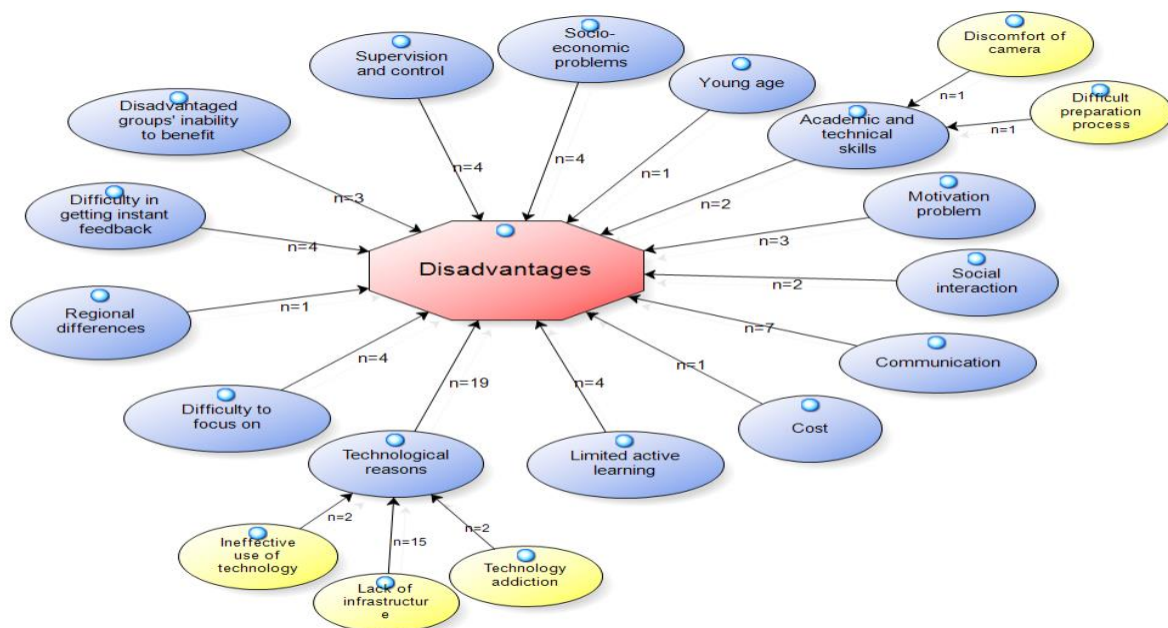 Socio-
economic
problems
Discomfort of
camera
Supervision
and control
Young age
n=1
Difficult
preparation
process
n=1
Disadvantaged
groups' inability
to benefit
Academic and
technical
skills
n=4
n=4
n=1
n=3
n=2
Difficulty in
getting instant
feedback
Motivation
problem
n=4
n=3
Disadvantages
Social
interaction
n=2
Regional
differences
n=1
n=7
Communication
n=4
n=19
n=4
n=1
Difficulty to
focus on
Cost
Technological
reasons
Limited active
learning
n=2
n=15
n=2
Ineffective
use of
technology
Technology
addiction
Lack of
infrastructur
e